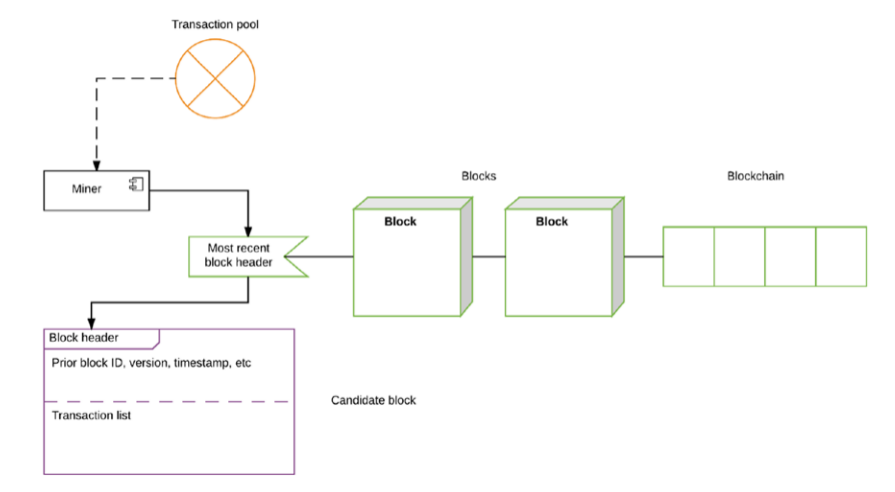 Transaction pool
Miner
Blocks
Blockchain
Block
Block
Most recent
block header
Block header
Prior block ID, version, timestamp, etc
Candidate block
Transaction list